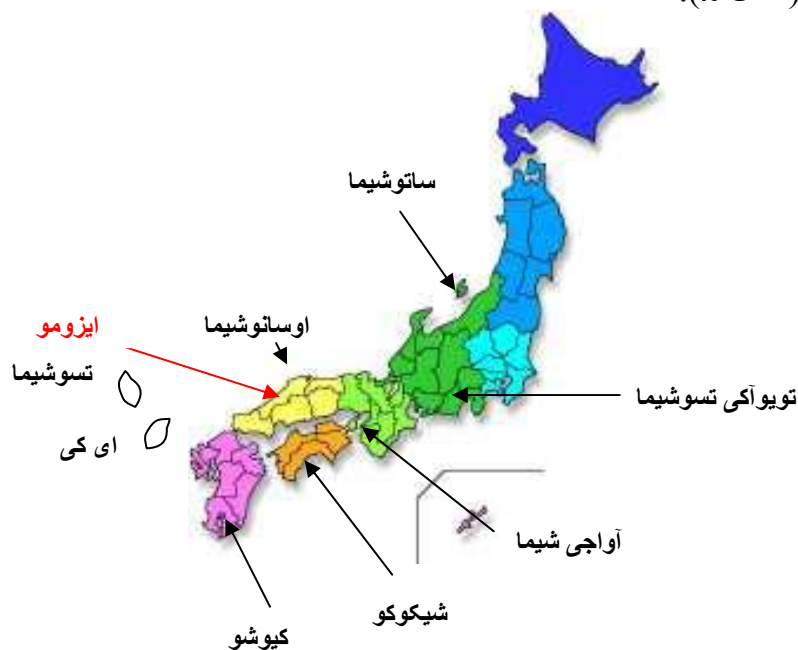 ساتوشیما
اوسانوشیما
ایزومو
تسوشیما
تویوآکی تسوشیما
ای کی
آواجی شیما
شیکوکو
کیوشو